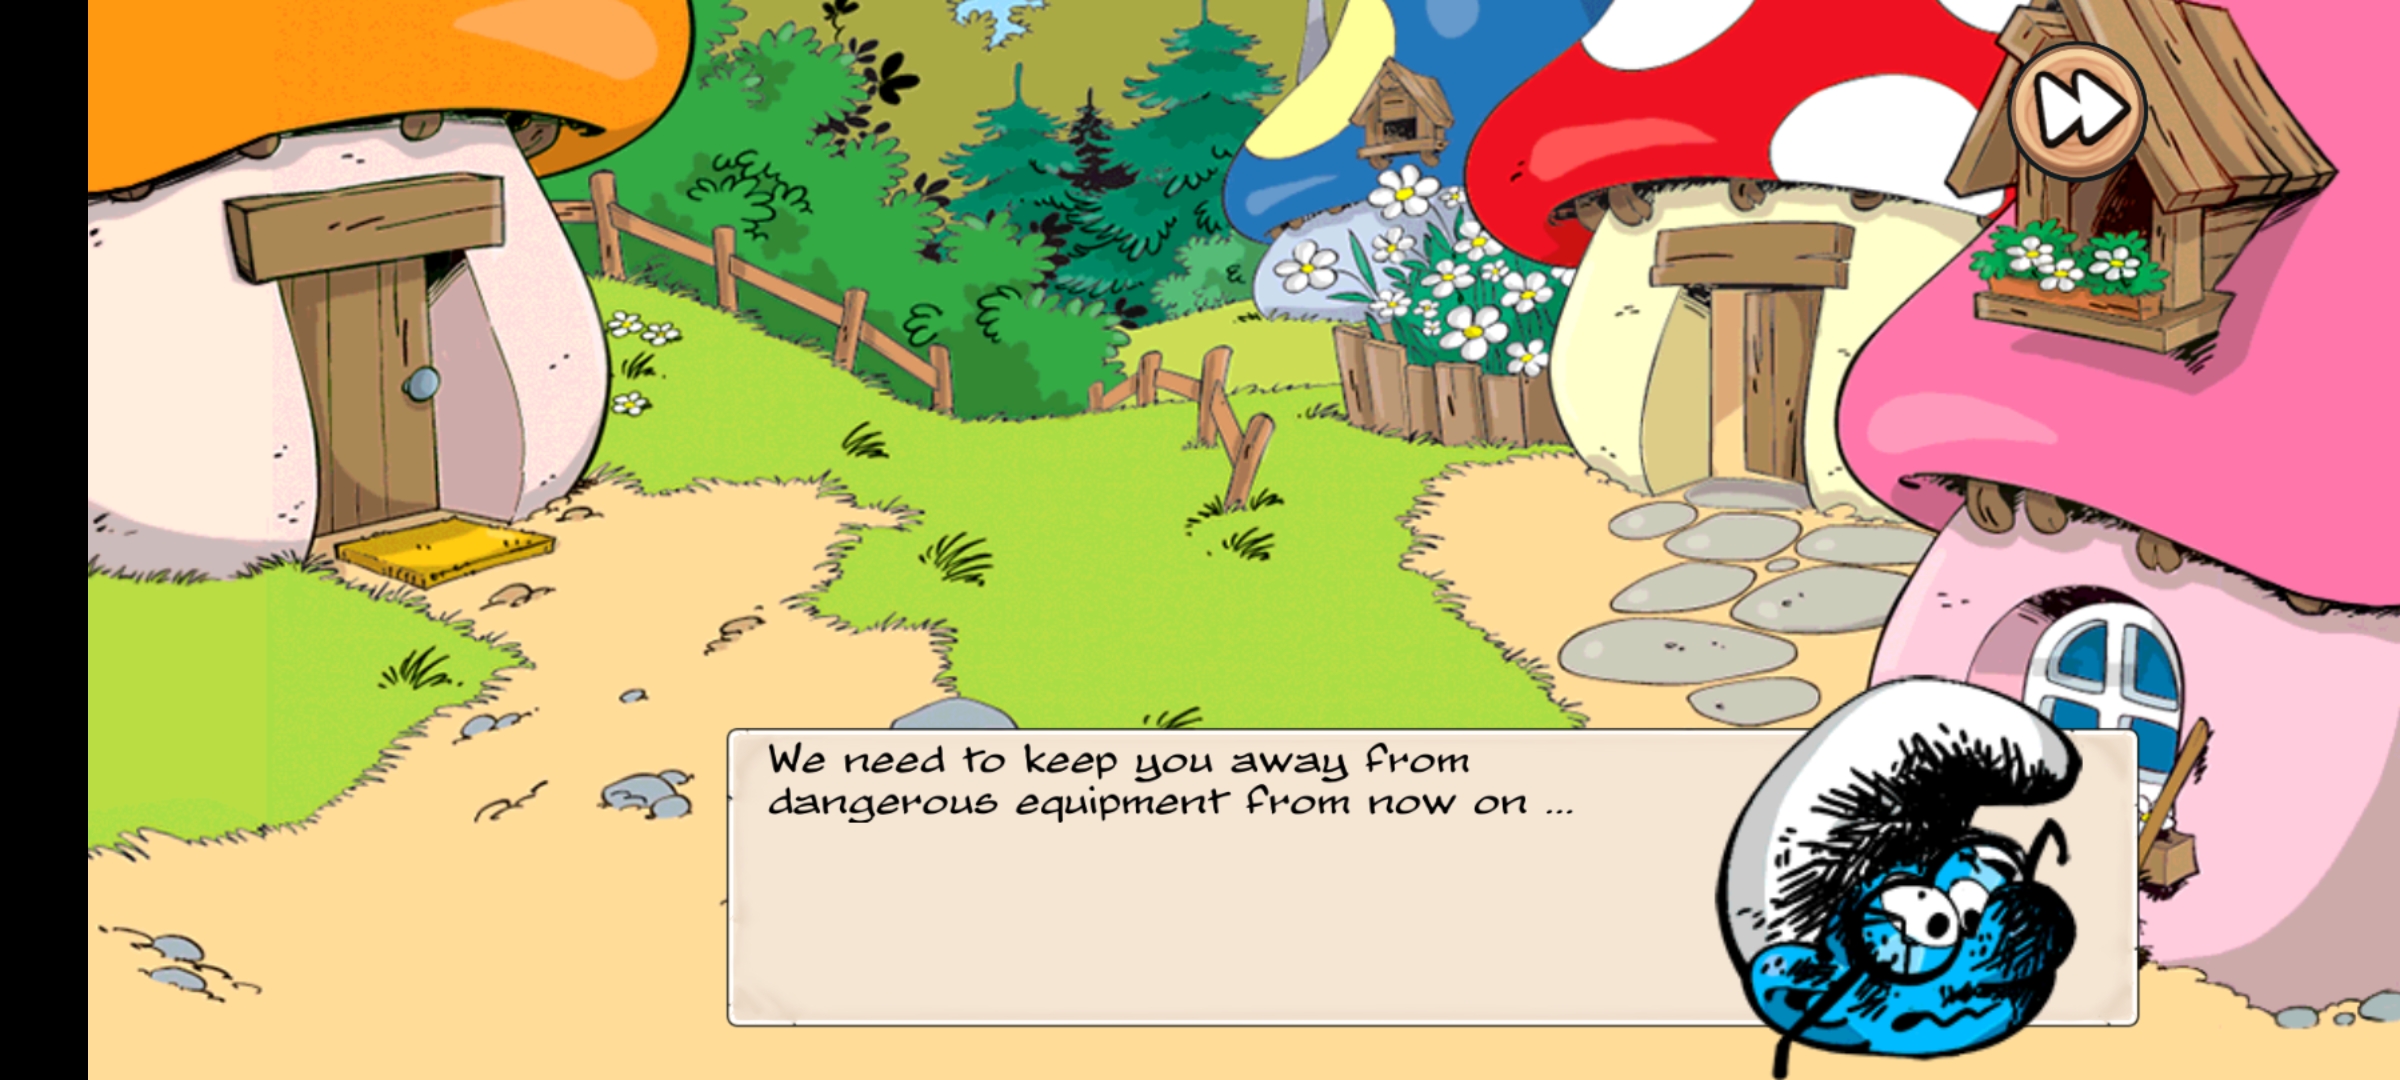 We need to keep you away from
dangerous equipment from now on ...